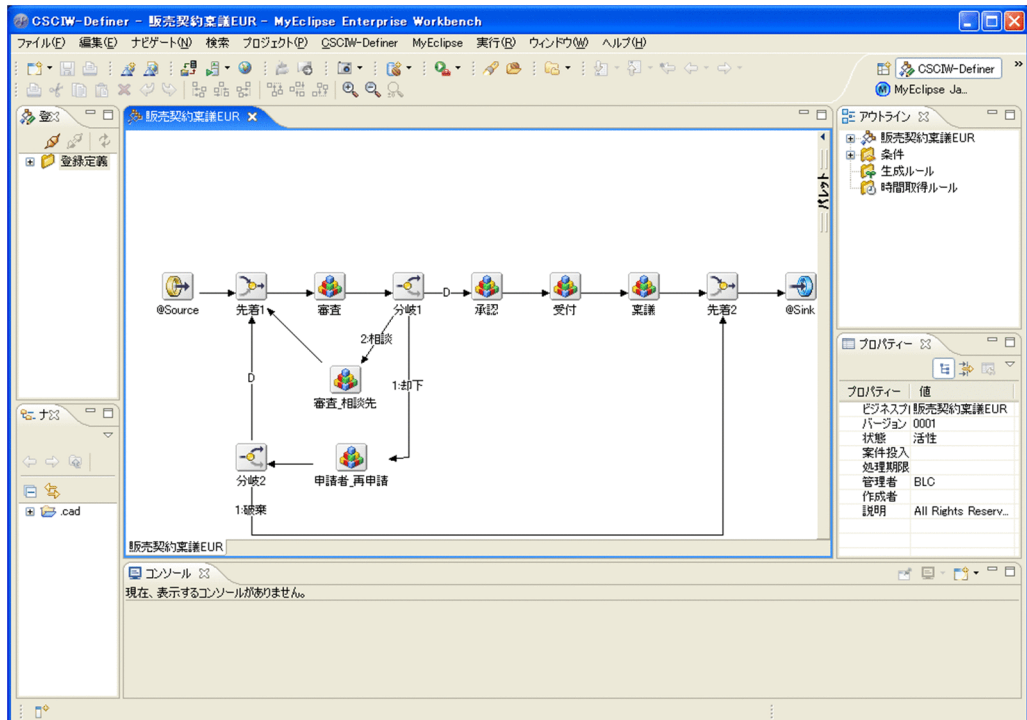 CSCIW-Definer - 販売契約稟議EUR - MyEclipse Enterprise Workbench
ファイル(F) 編集(E) ナビゲート(N) 検索 プロジェクト(P) CSCIW-Definer MyEclipse 実行(R) ウィンドウ(W) ヘルプ(H)
CSCIW-Definer
MyEclipse Ja...
登
登録定義
ナ
.cad
販売契約稟議EUR
パレット
@Source
先着1
審査
分岐1
D
承認
受付
稟議
先着2
@Sink
2:相談
D
1:却下
審査_相談先
分岐2
申請者_再申請
1:破棄
販売契約稟議EUR
アウトライン
販売契約稟議EUR
条件
生成ルール
時間取得ルール
プロパティー
プロパティー 値
ビジネスプ 販売契約稟議EUR
バージョン 0001
状態 活性
案件投入
処理期限
管理者 BLC
作成者
説明 All Rights Reserv...
コンソール
現在、表示するコンソールがありません。